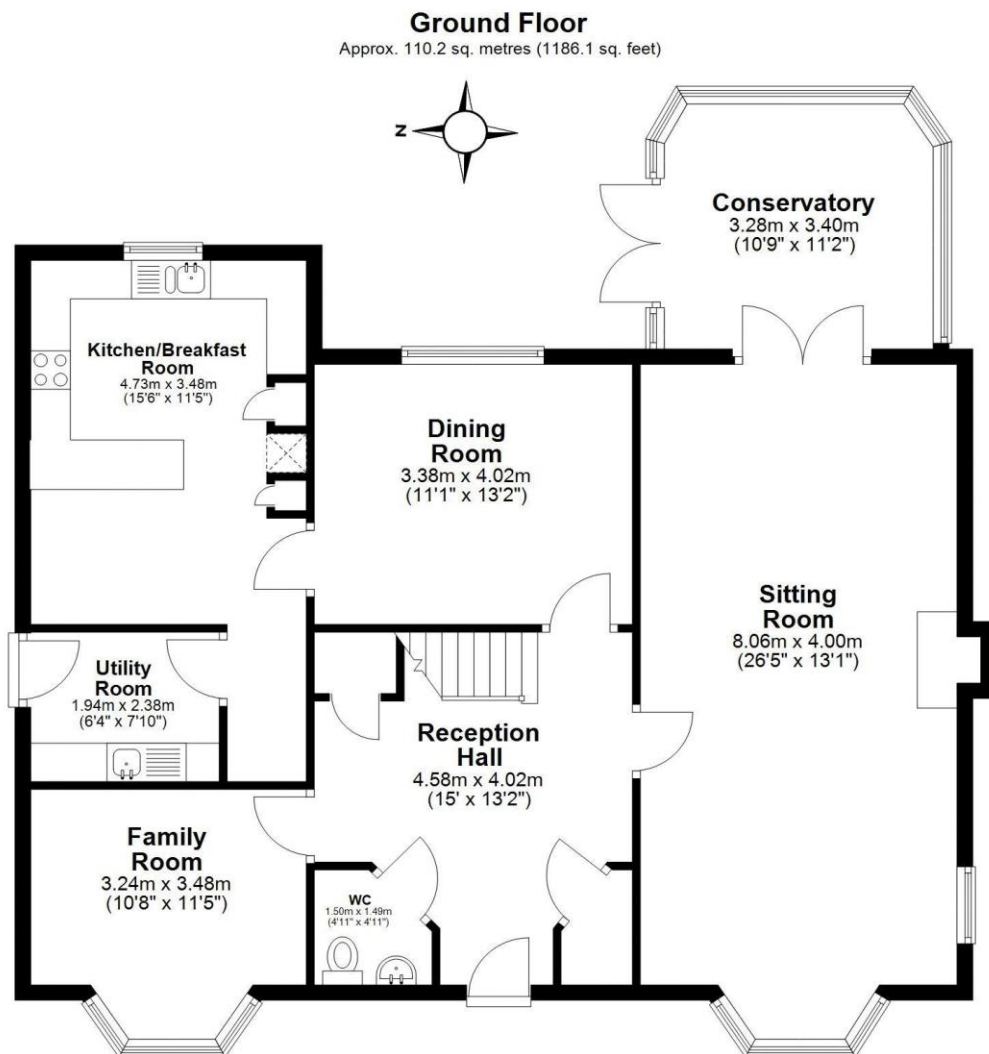 Ground Floor
Approx. 110.2 sq. metres (1186.1 sq. feet)
Z
Conservatory
3.28m x 3.40m
(10'9" x 11'2")
Kitchen/Breakfast
Room
4.73m x 3.48m
(15'6" x 11'5")
Dining
Room
3.38m x 4.02m
(11'1" x 13'2")
Sitting
Room
8.06m x 4.00m
(26'5" x 13'1")
Utility
Room
1.94m x 2.38m
(6'4" x 7'10")
Reception
Hall
4.58m x 4.02m
(15' x 13'2")
Family
Room
3.24m x 3.48m
(10'8" x 11'5")
WC
1.50m x 1.49m
(4'11" x 4'11")